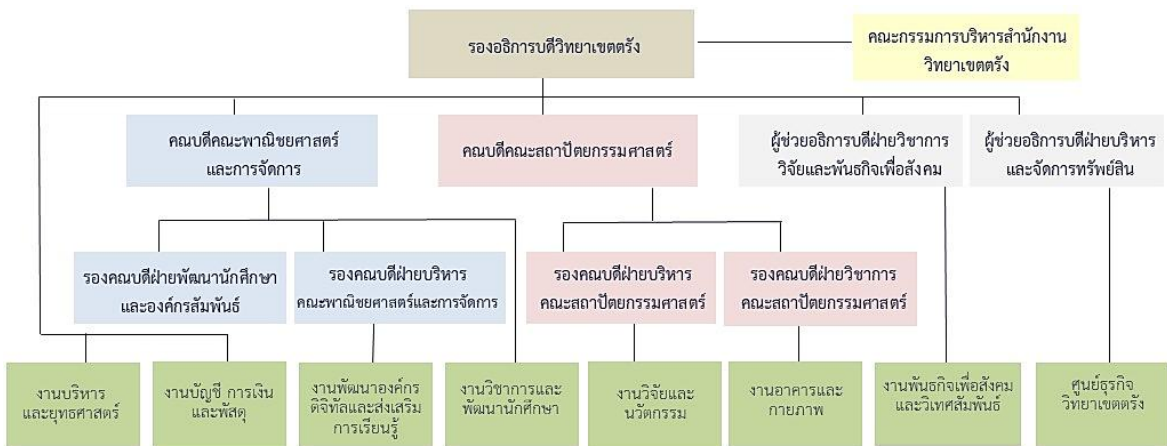 รองอธิการบดีวิทยาเขตตรัง
คณะกรรมการบริหารสำนักงาน
วิทยาเขตตรัง
คณบดีคณะพาณิชยศาสตร์
และการจัดการ
คณบดีคณะสถาปัตยกรรมศาสตร์
ผู้ช่วยอธิการบดีฝ่ายวิชาการ
วิจัยและพันธกิจเพื่อสังคม
ผู้ช่วยอธิการบดีฝ่ายบริหาร
และจัดการทรัพย์สิน
รองคณบดีฝ่ายพัฒนานักศึกษา
และองค์กรสัมพันธ์
รองคณบดีฝ่ายบริหาร
คณะพาณิชยศาสตร์และการจัดการ
รองคณบดีฝ่ายบริหาร
คณะสถาปัตยกรรมศาสตร์
รองคณบดีฝ่ายวิชาการ
คณะสถาปัตยกรรมศาสตร์
งานบริหาร
และยุทธศาสตร์
งานบัญชี การเงิน
และพัสดุ
งานพัฒนาองค์กร
ดิจิทัลและส่งเสริม
การเรียนรู้
งานวิชาการและ
พัฒนานักศึกษา
งานวิจัยและ
นวัตกรรม
งานอาคารและ
กายภาพ
งานพันธกิจเพื่อสังคม
และวิเทศสัมพันธ์
ศูนย์ธุรกิจ
วิทยาเขตตรัง